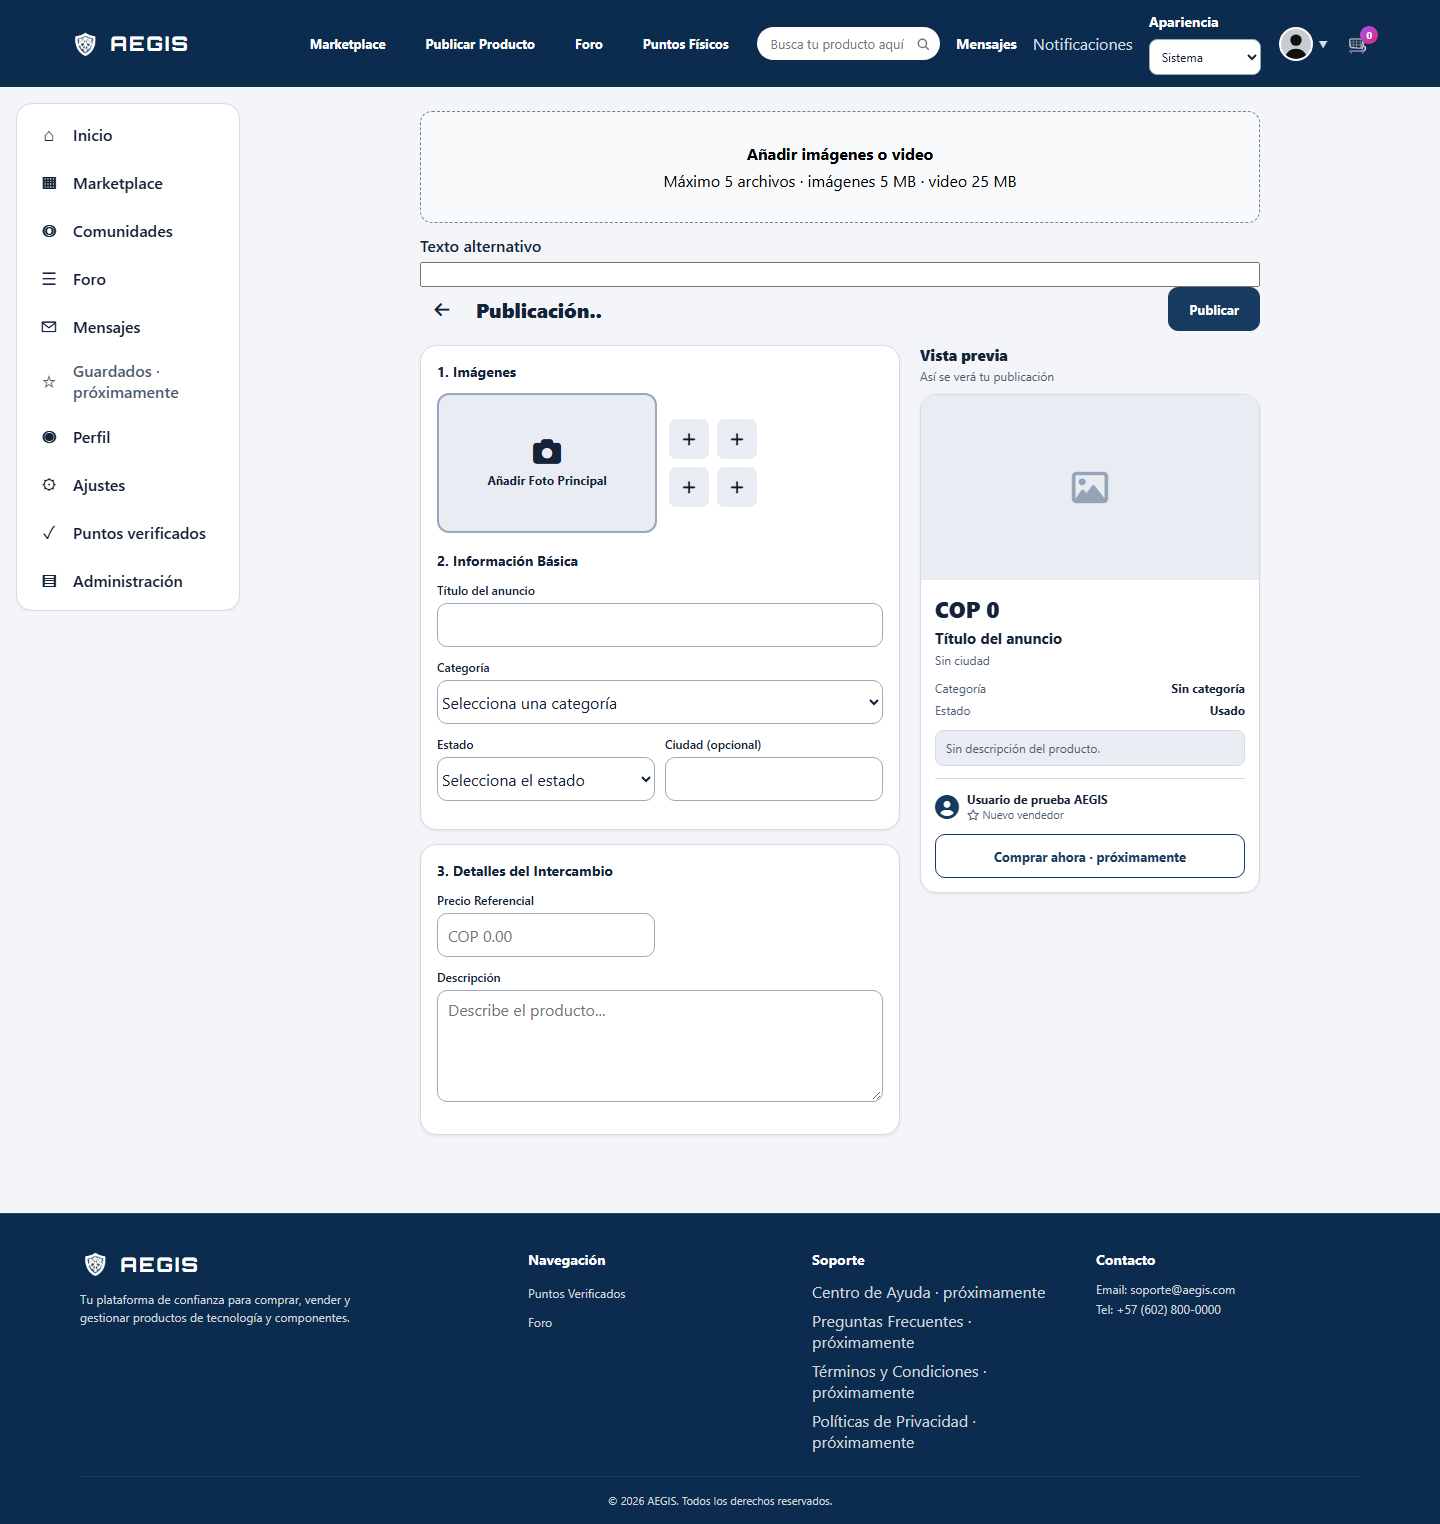 AEGIS
Marketplace
Publicar Producto
Foro
Puntos Físicos
Busca tu producto aquí
Mensajes
Notificaciones
Apariencia
Sistema
0
Inicio
Marketplace
Comunidades
Foro
Mensajes
Guardados ·
próximamente
Perfil
Ajustes
Puntos verificados
Administración
Añadir imágenes o video
Máximo 5 archivos · imágenes 5 MB · video 25 MB
Texto alternativo
Publicación..
Publicar
1. Imágenes
Añadir Foto Principal
2. Información Básica
Título del anuncio
Categoría
Selecciona una categoría
Estado
Ciudad (opcional)
Selecciona el estado
3. Detalles del Intercambio
Precio Referencial
COP 0.00
Descripción
Describe el producto...
Vista previa
Así se verá tu publicación
COP 0
Título del anuncio
Sin ciudad
Categoría Sin categoría
Estado Usado
Sin descripción del producto.
Usuario de prueba AEGIS
Nuevo vendedor
Comprar ahora · próximamente
AEGIS
Tu plataforma de confianza para comprar, vender y
gestionar productos de tecnología y componentes.
Navegación
Puntos Verificados
Foro
Soporte
Centro de Ayuda · próximamente
Preguntas Frecuentes ·
próximamente
Términos y Condiciones ·
próximamente
Políticas de Privacidad ·
próximamente
Contacto
Email: soporte@aegis.com
Tel: +57 (602) 800-0000
© 2026 AEGIS. Todos los derechos reservados.